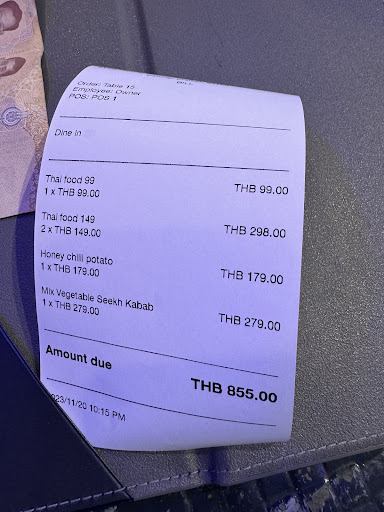 BILL
Order: Table 15
Employee: Owner
POS: POS 1
Dine in
Thai food 99
1 x THB 99.00 THB 99.00
Thai food 149
2 x THB 149.00 THB 298.00
Honey chilli potato
1 x THB 179.00 THB 179.00
Mix Vegetable Seekh Kabab
1 x THB 279.00 THB 279.00
Amount due THB 855.00
023/11/20 10:15 PM